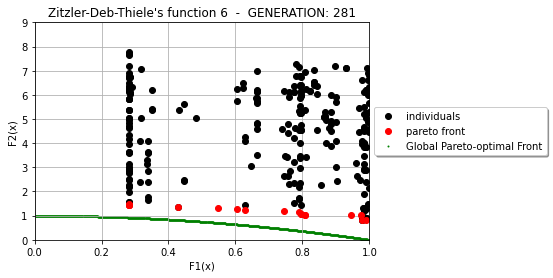 Zitzler-Deb-Thiele's function 6 - GENERATION: 281
9
8
7
6
5
4
3
2
1
0
F2(x)
0.0 0.2 0.4 0.6 0.8 1.0
F1(x)
individuals
pareto front
Global Pareto-optimal Front